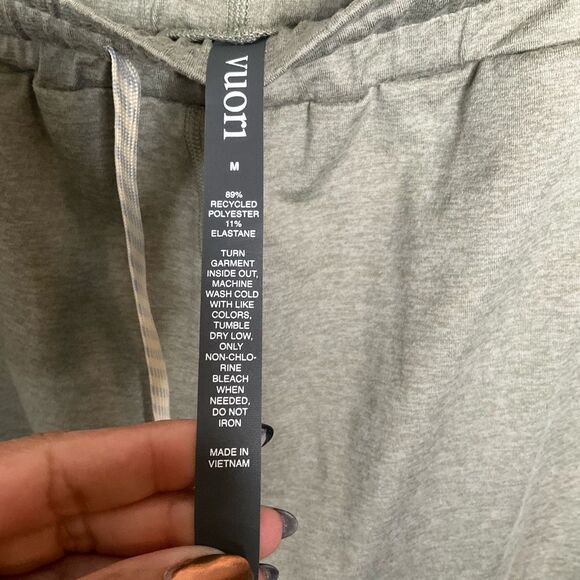 vuori
M
89%
RECYCLED
POLYESTER
11%
ELASTANE
TURN
GARMENT
INSIDE OUT,
MACHINE
WASH COLD
WITH LIKE
COLORS,
TUMBLE
DRY LOW,
ONLY
NON-CHLO-
RINE
BLEACH
WHEN
NEEDED,
DO NOT
IRON
MADE IN
VIETNAM